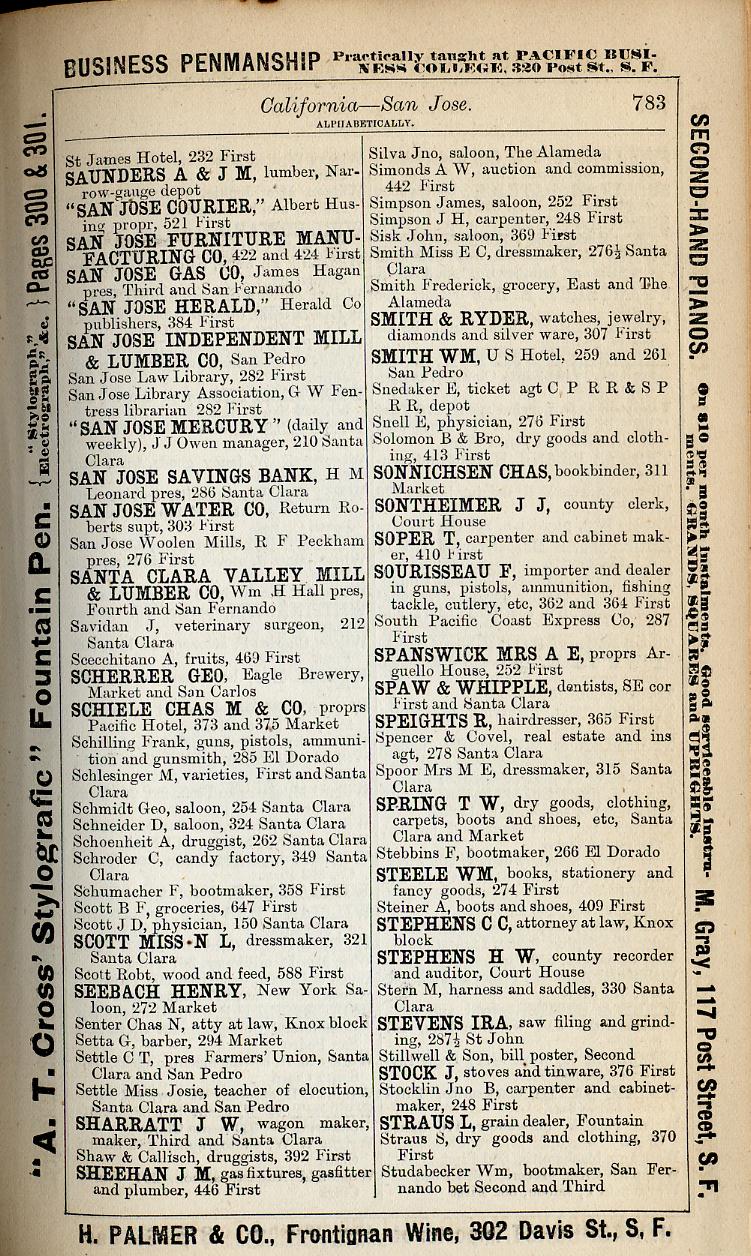 BUSINESS PENMANSHIP Practically taught at PACIFIC BUSI-
NESS COLLEGE, 320 Post St., S. F.
California—San Jose. 783
ALPHABETICALLY.
St James Hotel, 232 First
SAUNDERS A & J M, lumber, Nar-
row-gauge depot
"SAN JOSE COURIER," Albert Hus-
ing propr, 521 First
SAN JOSE FURNITURE MANU-
FACTURING CO, 422 and 424 First
SAN JOSE GAS CO, James Hagan
pres, Third and San Fernando
"SAN JOSE HERALD," Herald Co
publishers, 384 First
SAN JOSE INDEPENDENT MILL
& LUMBER CO, San Pedro
San Jose Law Library, 282 First
San Jose Library Association, G W Fen-
tress librarian 282 First
"SAN JOSE MERCURY" (daily and
weekly), J J Owen manager, 210 Santa
Clara
SAN JOSE SAVINGS BANK, H M
Leonard pres, 286 Santa Clara
SAN JOSE WATER CO, Return Ro-
berts supt, 303 First
San Jose Woolen Mills, R F Peckham
pres, 276 First
SANTA CLARA VALLEY MILL
& LUMBER CO, Wm H Hall pres,
Fourth and San Fernando
Savidan J, veterinary surgeon, 212
Santa Clara
Scecchitano A, fruits, 469 First
SCHERRER GEO, Eagle Brewery,
Market and San Carlos
SCHIELE CHAS M & CO, proprs
Pacific Hotel, 373 and 375 Market
Schilling Frank, guns, pistols, ammuni-
tion and gunsmith, 285 El Dorado
Schlesinger M, varieties, First and Santa
Clara
Schmidt Geo, saloon, 254 Santa Clara
Schneider D, saloon, 324 Santa Clara
Schoenheit A, druggist, 262 Santa Clara
Schroder C, candy factory, 349 Santa
Clara
Schumacher F, bootmaker, 358 First
Scott B F, groceries, 647 First
Scott J D, physician, 150 Santa Clara
SCOTT MISS N L, dressmaker, 321
Santa Clara
Scott Robt, wood and feed, 588 First
SEEBACH HENRY, New York Sa-
loon, 272 Market
Senter Chas N, atty at law, Knox block
Setta G, barber, 294 Market
Settle C T, pres Farmers' Union, Santa
Clara and San Pedro
Settle Miss Josie, teacher of elocution,
Santa Clara and San Pedro
SHARRATT J W, wagon maker,
maker, Third and Santa Clara
Shaw & Callisch, druggists, 392 First
SHEEHAN J M, gas fixtures, gasfitter
and plumber, 446 First
Silva Jno, saloon, The Alameda
Simonds A W, auction and commission,
442 First
Simpson James, saloon, 252 First
Simpson J H, carpenter, 248 First
Sisk John, saloon, 369 First
Smith Miss E C, dressmaker, 276½ Santa
Clara
Smith Frederick, grocery, East and The
Alameda
SMITH & RYDER, watches, jewelry,
diamonds and silver ware, 307 First
SMITH WM, U S Hotel, 259 and 261
San Pedro
Snedaker E, ticket agt C P R R & S P
R R, depot
Snell E, physician, 276 First
Solomon B & Bro, dry goods and cloth-
ing, 413 First
SONNICHSEN CHAS, bookbinder, 311
Market
SONTHEIMER J J, county clerk,
Court House
SOPER T, carpenter and cabinet mak-
er, 410 First
SOURISSEAU F, importer and dealer
in guns, pistols, ammunition, fishing
tackle, cutlery, etc, 362 and 364 First
South Pacific Coast Express Co, 287
First
SPANSWICK MRS A E, proprs Ar-
guello House, 252 First
SPAW & WHIPPLE, dentists, SE cor
First and Santa Clara
SPEIGHTS R, hairdresser, 365 First
Spencer & Covel, real estate and ins
agt, 278 Santa Clara
Spoor Mrs M E, dressmaker, 315 Santa
Clara
SPRING T W, dry goods, clothing,
carpets, boots and shoes, etc, Santa
Clara and Market
Stebbins F, bootmaker, 266 El Dorado
STEELE WM, books, stationery and
fancy goods, 274 First
Steiner A, boots and shoes, 409 First
STEPHENS C C, attorney at law, Knox
block
STEPHENS H W, county recorder
and auditor, Court House
Stern M, harness and saddles, 330 Santa
Clara
STEVENS IRA, saw filing and grind-
ing, 287½ St John
Stillwell & Son, bill poster, Second
STOCK J, stoves and tinware, 376 First
Stocklin Jno B, carpenter and cabinet-
maker, 248 First
STRAUS L, grain dealer, Fountain
Straus S, dry goods and clothing, 370
First
Studabecker Wm, bootmaker, San Fer-
nando bet Second and Third
"A. T. Cross' Stylografic" Fountain Pen. { "Stylograph," Electrograph," &c. } Pages 300 & 301.
SECOND-HAND PIANOS. On $10 per month instalments. Good serviceable Instru-
ments. GRANDS, SQUARES and UPRIGHTS. M. Gray, 117 Post Street, S. F.
H. PALMER & CO., Frontignan Wine, 302 Davis St., S. F.